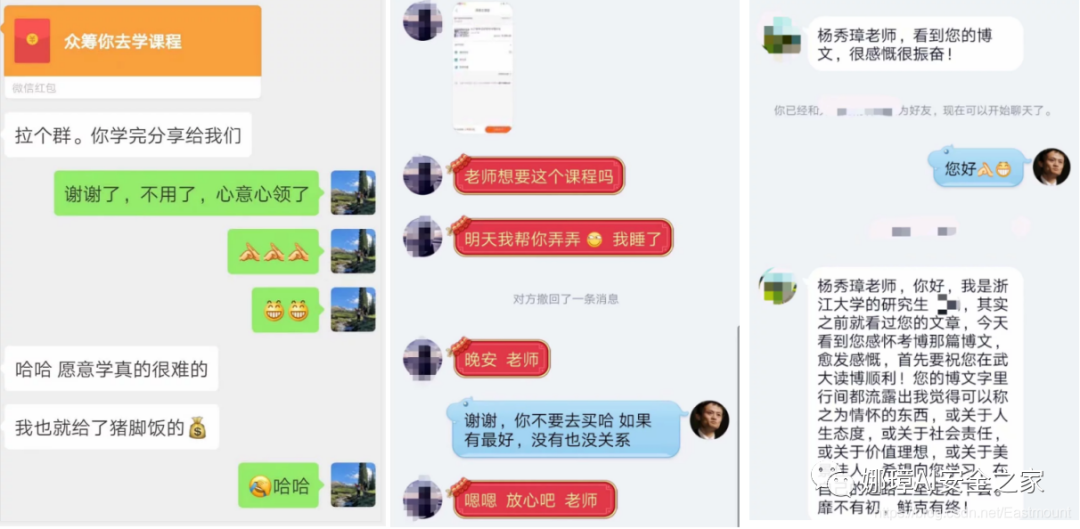 众筹你去学课程
微信红包
拉个群。你学完分享给我们
谢谢了，不用了，心意心领了
哈哈 愿意学真的很难的
我也就给了猪脚饭的
哈哈
老师想要这个课程吗
明天我帮你弄弄 我睡了
对方撤回了一条消息
晚安 老师
谢谢，你不要去买哈 如果
有最好，没有也没关系
嗯嗯 放心吧 老师
杨秀璋老师，看到您的博
文，很感慨很振奋！
你已经和 为好友，现在可以开始聊天了。
您好
杨秀璋老师，你好，我是浙
江大学的研究生 ，其实
之前就看过您的文章，今天
看到您感怀考博那篇博文，
愈发感慨，首先要祝您在武
大读博顺利！您的博文字里
行间都流露出我觉得可以称
之为情怀的东西，或关于人
生态度，或关于社会责任，
或关于价值理想，或关于美
佳人。希望向您学习，在
靡不有初，鲜克有终！
娜璋AI安全之家
net/Eastmount